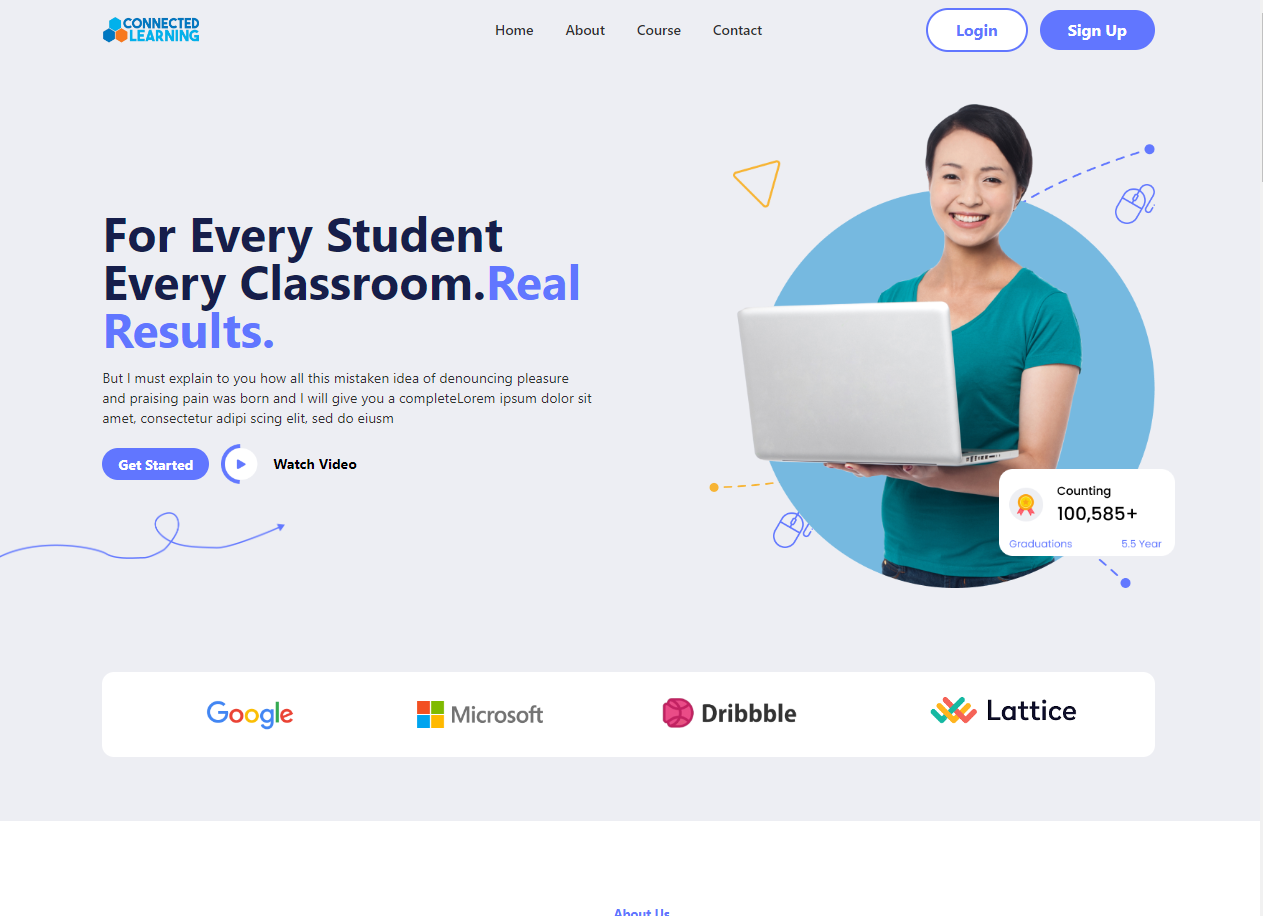 CONNECTED
LEARNING
Home About Course Contact
Login Sign Up
For Every Student
Every Classroom.Real
Results.
But I must explain to you how all this mistaken idea of denouncing pleasure
and praising pain was born and I will give you a completeLorem ipsum dolor sit
amet, consectetur adipi scing elit, sed do eiusm
Get Started Watch Video
Counting
100,585+
Graduations 5.5 Year
Google Microsoft Dribbble Lattice
About Us